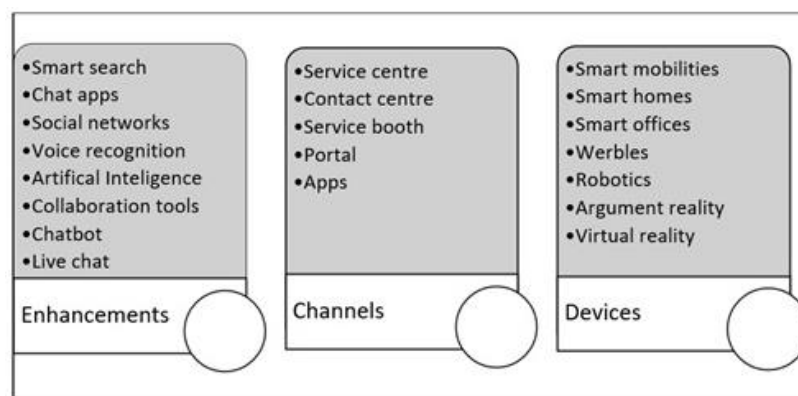 •Smart search
•Chat apps
•Social networks
•Voice recognition
•Artifical Inteligence
•Collaboration tools
•Chatbot
•Live chat
Enhancements
•Service centre
•Contact centre
•Service booth
•Portal
•Apps
Channels
•Smart mobilities
•Smart homes
•Smart offices
•Werbles
•Robotics
•Argument reality
•Virtual reality
Devices